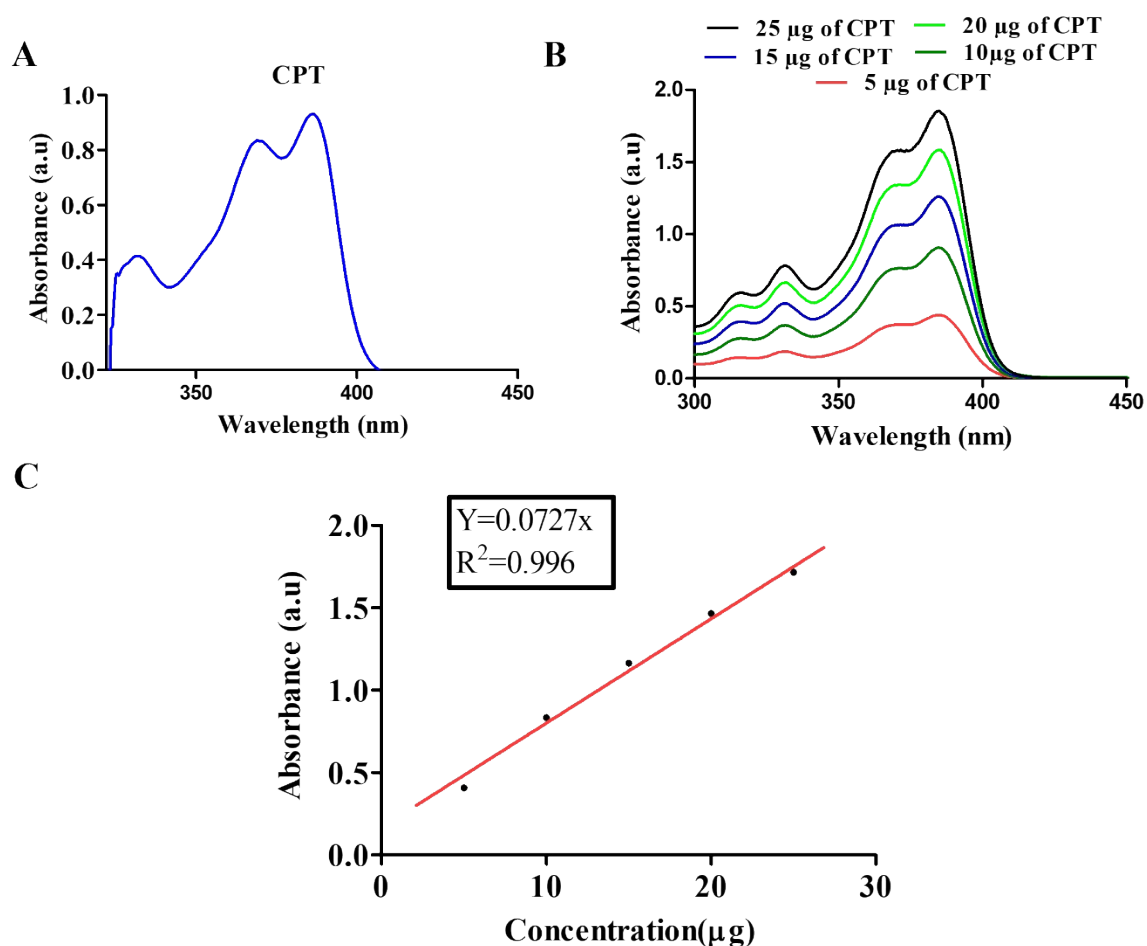 A
CPT
1.0
0.8
0.6
0.4
0.2
0.0
350
400
450
Absorbance (a.u)
Wavelength (nm)
B
25 µg of CPT
20 µg of CPT
15 µg of CPT
10µg of CPT
5 µg of CPT
2.0
1.5
1.0
0.5
0.0
300
350
400
450
Absorbance (a.u)
Wavelength (nm)
C
Y=0.0727x
R²=0.996
2.0
1.5
1.0
0.5
0.0
0
10
20
30
Absorbance (a.u)
Concentration(µg)